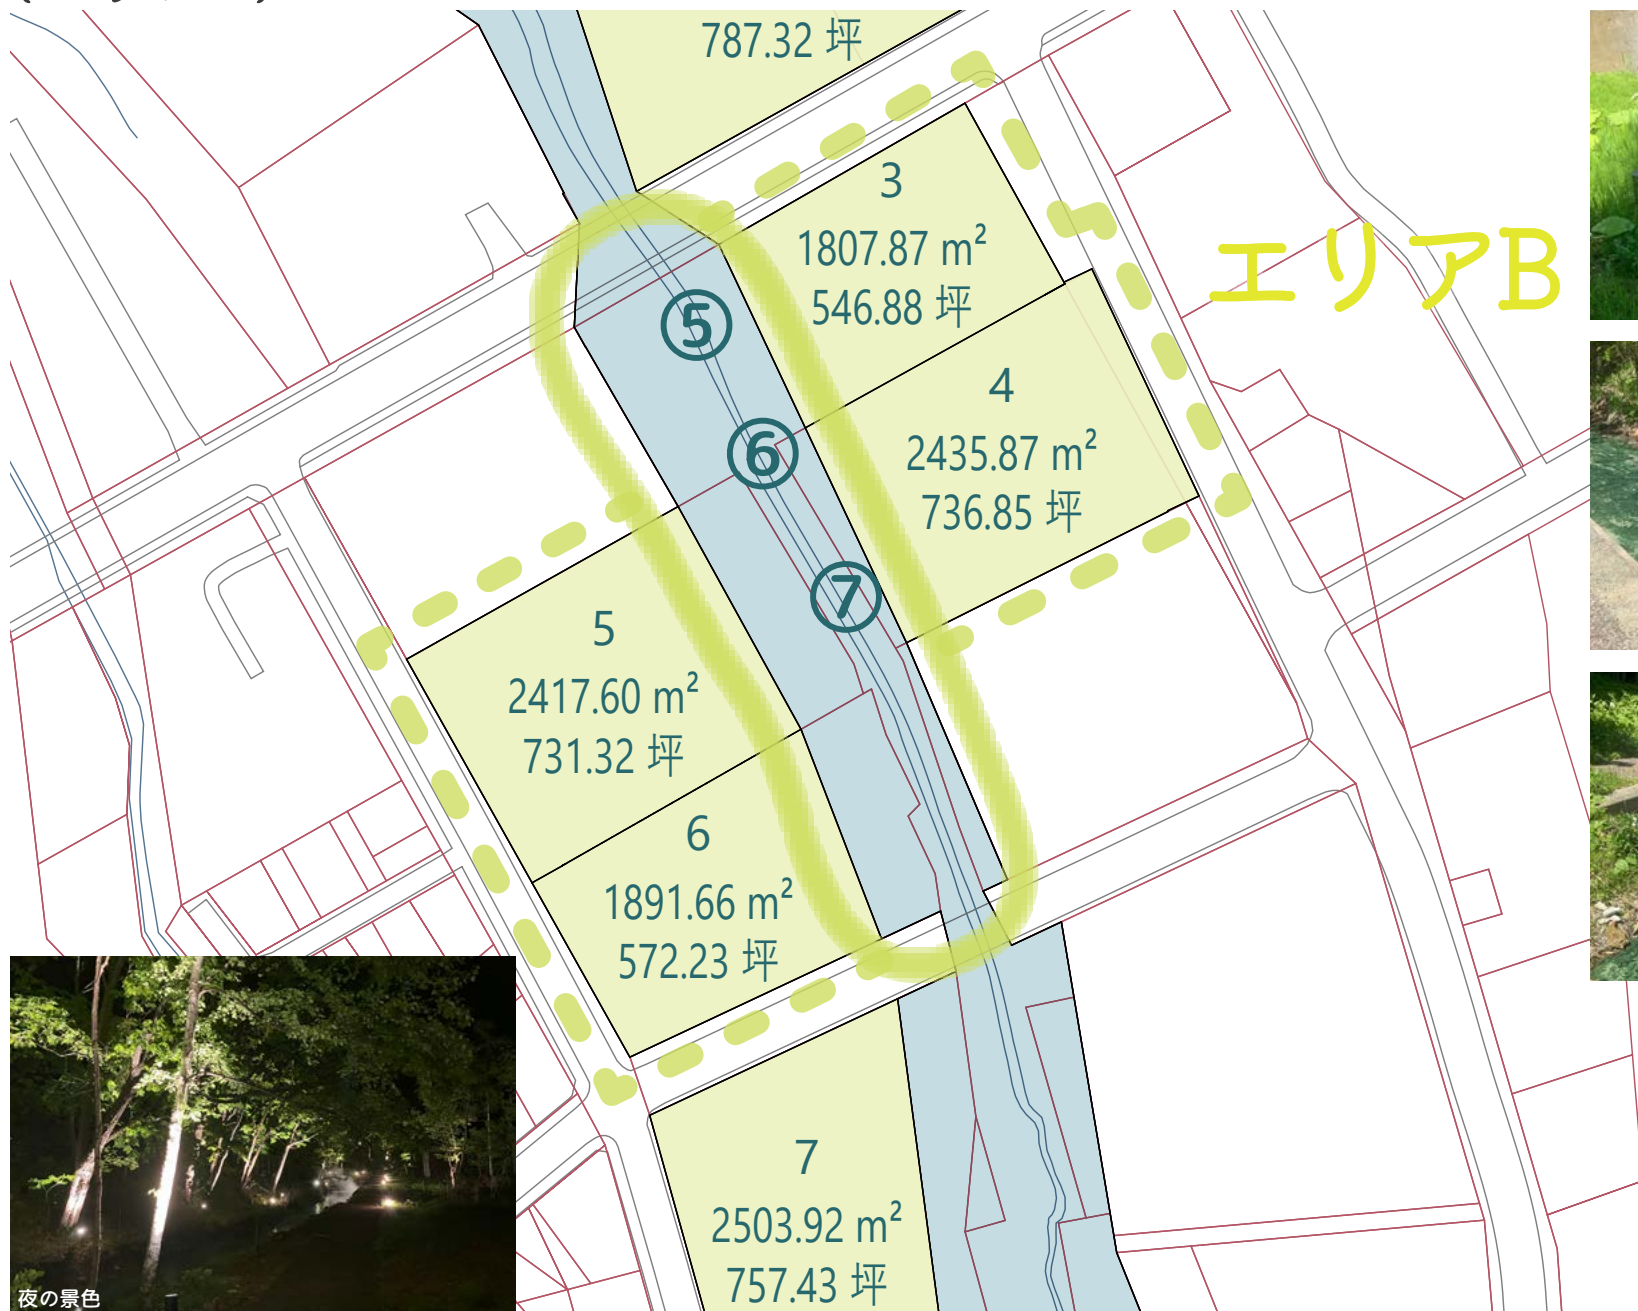 787.32 坪
3
1807.87 m²
546.88 坪
エリアB
⑤
4
2435.87 m²
736.85 坪
⑥
⑦
5
2417.60 m²
731.32 坪
6
1891.66 m²
572.23 坪
7
2503.92 m²
757.43 坪
夜の景色